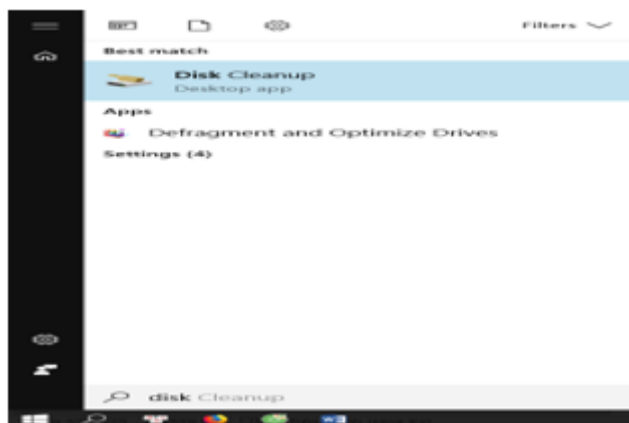 Filters
Best match
Disk Cleanup
Desktop app
Apps
Defragment and Optimize Drives
Settings (4)
disk Cleanup